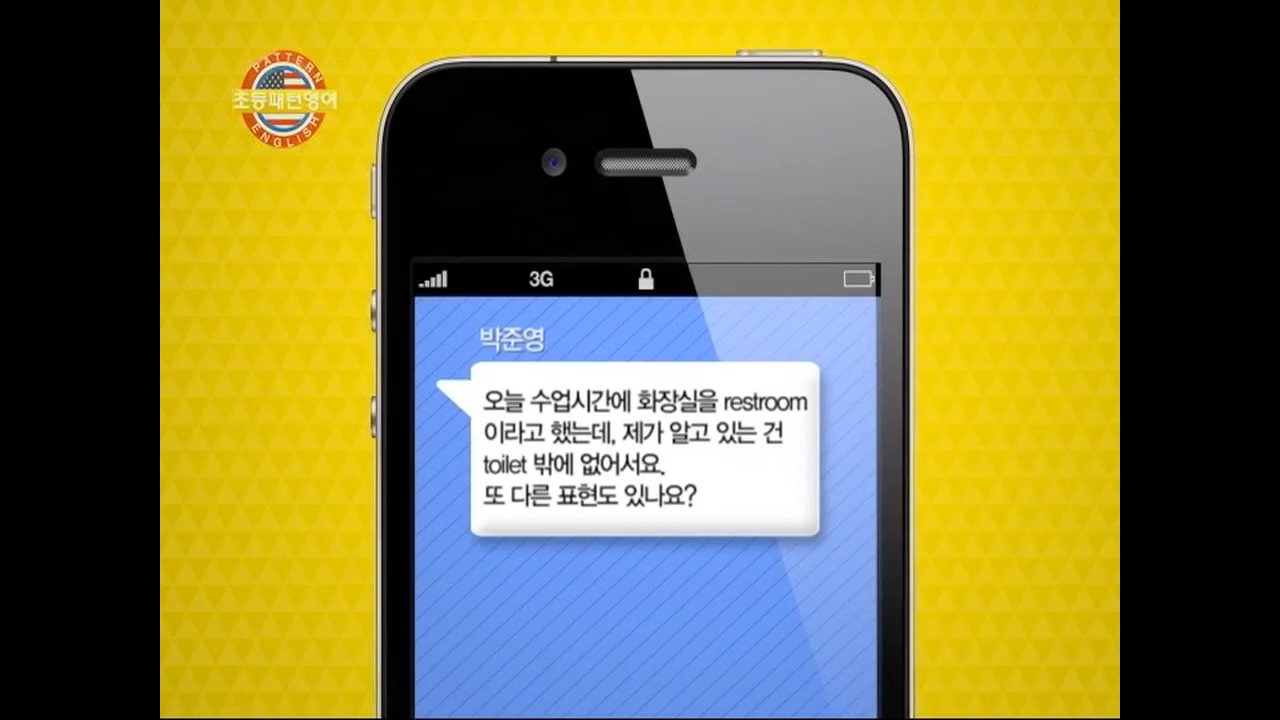 PATTERN
초등패턴영어
ENGLISH
3G
박준영
오늘 수업시간에 화장실을 restroom
이라고 했는데, 제가 알고 있는 건
toilet 밖에 없어서요.
또 다른 표현도 있나요?